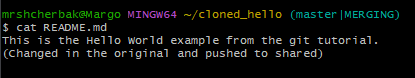 mrshcherbak@Margo MINGW64 ~/cloned_hello (master|MERGING)
$ cat README.md
This is the Hello World example from the git tutorial.
(Changed in the original and pushed to shared)